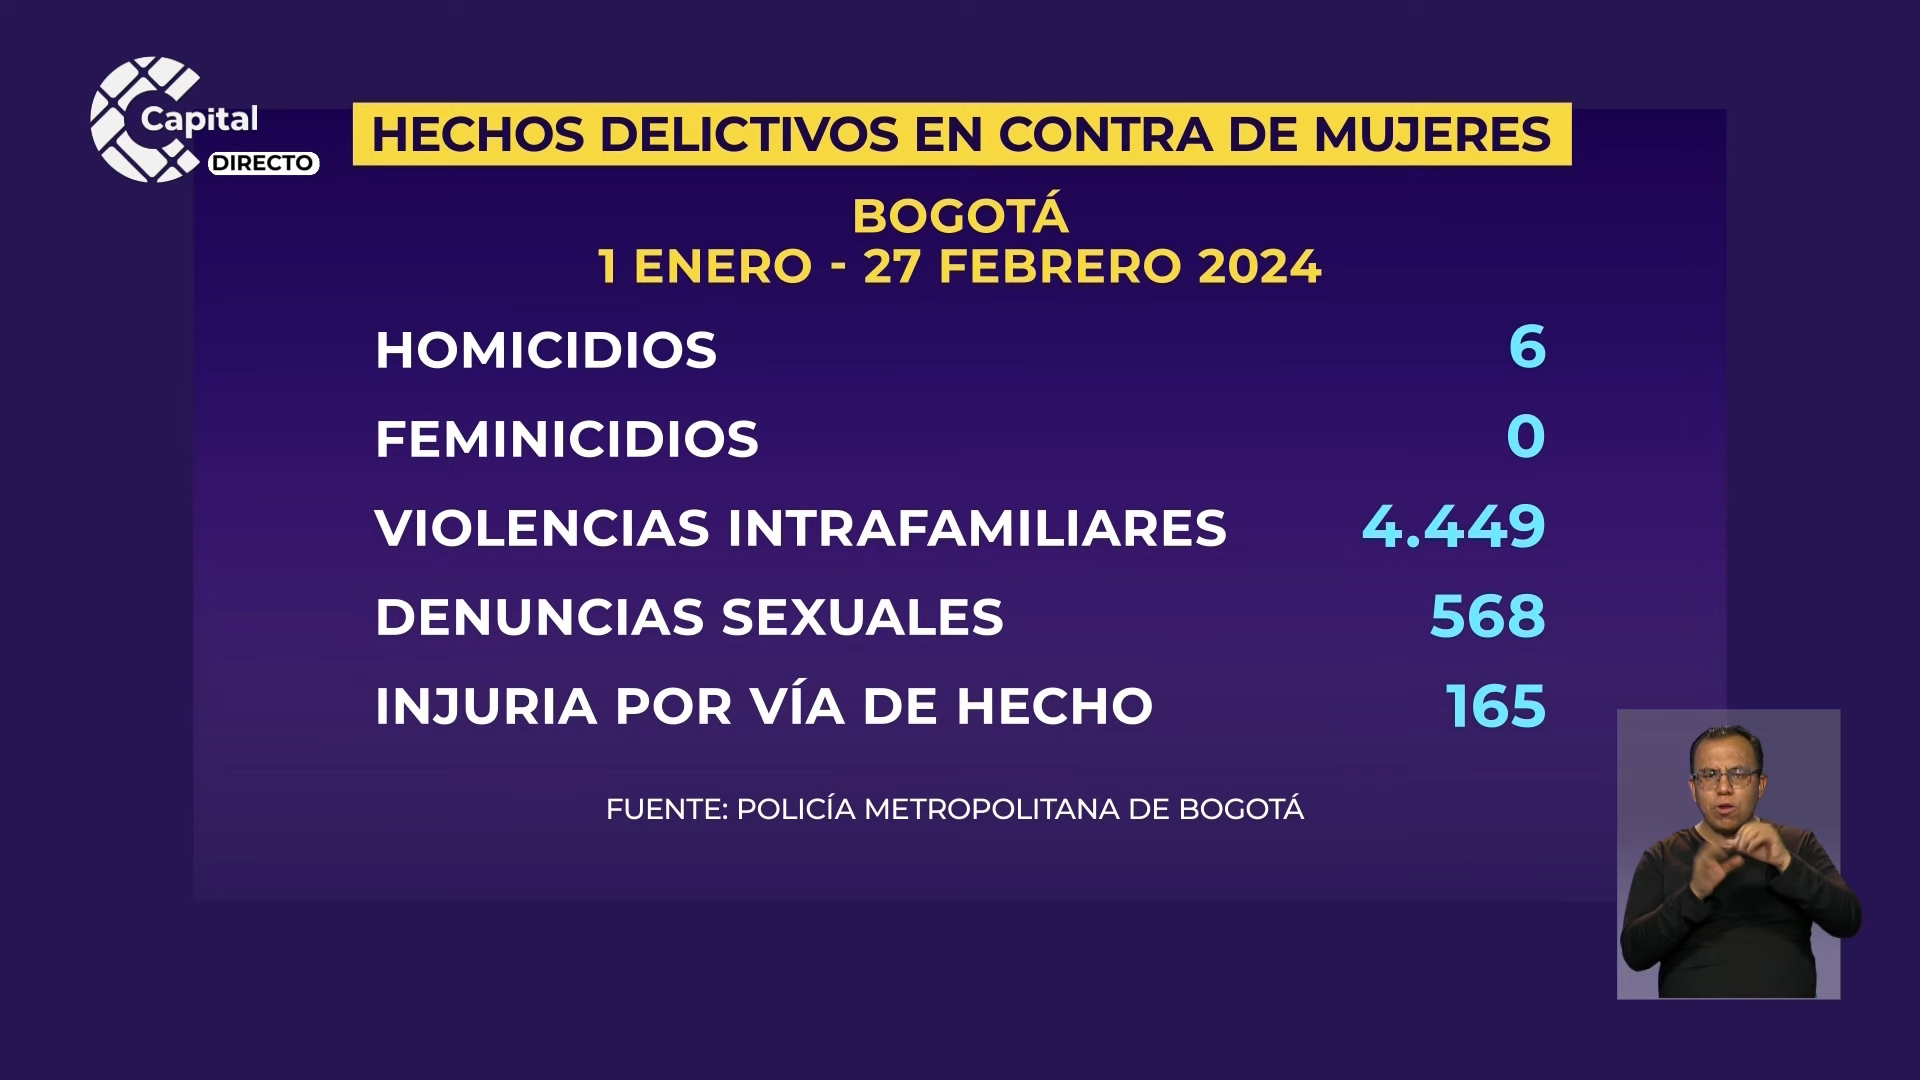 Capital
DIRECTO
HECHOS DELICTIVOS EN CONTRA DE MUJERES
BOGOTÁ
1 ENERO - 27 FEBRERO 2024
HOMICIDIOS 6
FEMINICIDIOS 0
VIOLENCIAS INTRAFAMILIARES 4.449
DENUNCIAS SEXUALES 568
INJURIA POR VÍA DE HECHO 165
FUENTE: POLICÍA METROPOLITANA DE BOGOTÁ